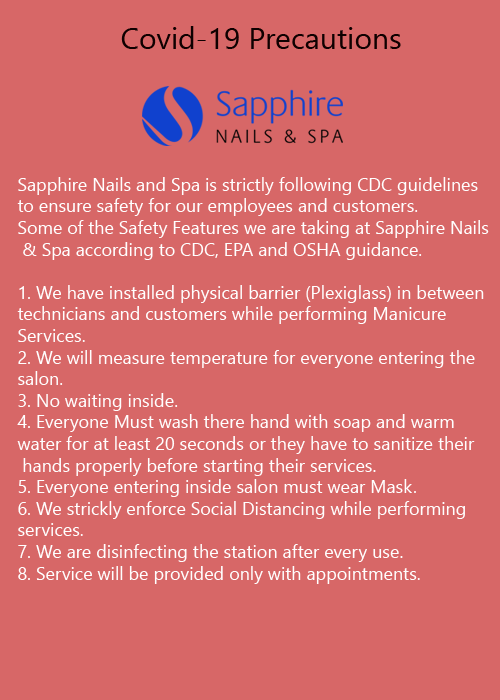 Covid-19 Precautions
Sapphire
NAILS & SPA
Sapphire Nails and Spa is strictly following CDC guidelines
to ensure safety for our employees and customers.
Some of the Safety Features we are taking at Sapphire Nails
& Spa according to CDC, EPA and OSHA guidance.
1. We have installed physical barrier (Plexiglass) in between
technicians and customers while performing Manicure
Services.
2. We will measure temperature for everyone entering the
salon.
3. No waiting inside.
4. Everyone Must wash there hand with soap and warm
water for at least 20 seconds or they have to sanitize their
hands properly before starting their services.
5. Everyone entering inside salon must wear Mask.
6. We strickly enforce Social Distancing while performing
services.
7. We are disinfecting the station after every use.
8. Service will be provided only with appointments.